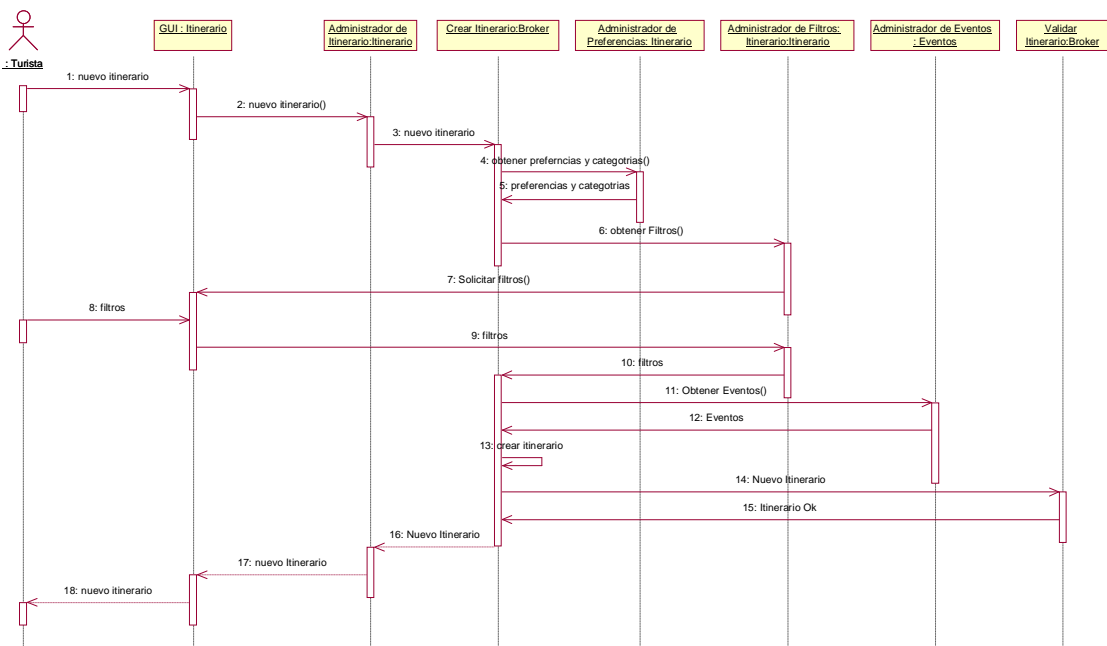 GUI : Itinerario
Administrador de
Itinerario:Itinerario
Crear Itinerario:Broker
Administrador de
Preferencias: Itinerario
Administrador de Filtros:
Itinerario:Itinerario
Administrador de Eventos
: Eventos
Validar
Itinerario:Broker
: Turista
1: nuevo itinerario
2: nuevo itinerario()
3: nuevo itinerario
4: obtener preferncias y categotrias()
5: preferencias y categotrias
6: obtener Filtros()
7: Solicitar filtros()
8: filtros
9: filtros
10: filtros
11: Obtener Eventos()
12: Eventos
13: crear itinerario
14: Nuevo Itinerario
15: Itinerario Ok
16: Nuevo Itinerario
17: nuevo Itinerario
18: nuevo itinerario